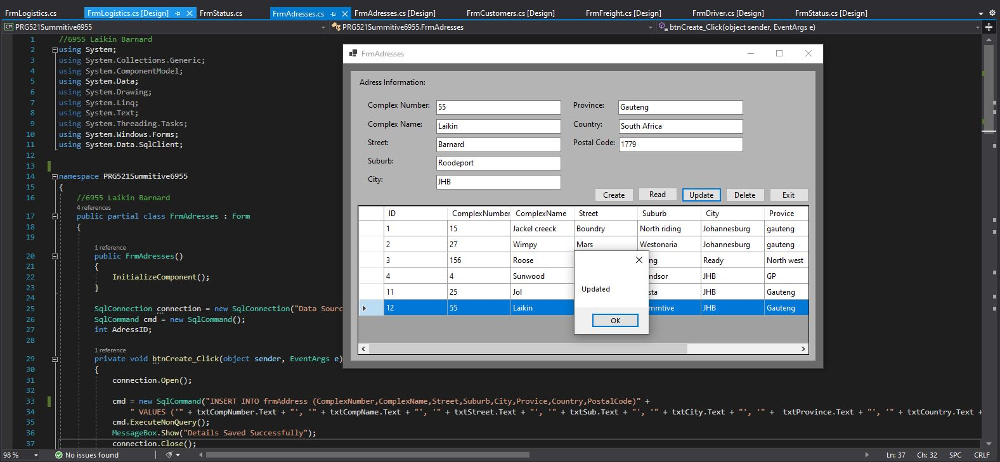 FrmLogistics.cs FrmLogistics.cs [Design] FrmStatus.cs FrmAdresses.cs FrmAdresses.cs [Design] FrmCustomers.cs [Design] FrmFreight.cs [Design] FrmDriver.cs [Design] FrmStatus.cs [Design]
C# PRG521Summitive6955 PRG521Summitive6955.FrmAdresses btnCreate_Click(object sender, EventArgs e)
1 //6955 Laikin Barnard
2 using System;
3 using System.Collections.Generic;
4 using System.ComponentModel;
5 using System.Data;
6 using System.Drawing;
7 using System.Linq;
8 using System.Text;
9 using System.Threading.Tasks;
10 using System.Windows.Forms;
11 using System.Data.SqlClient;
12
13
14 namespace PRG521Summitive6955
15 {
16 //6955 Laikin Barnard
4 references
17 public partial class FrmAdresses : Form
18 {
19
1 reference
20 public FrmAdresses()
21 {
22 InitializeComponent();
23 }
24
25 SqlConnection connection = new SqlConnection("Data Sourc
26 SqlCommand cmd = new SqlCommand();
27 int AdressID;
28
1 reference
29 private void btnCreate_Click(object sender, EventArgs e)
30 {
31 connection.Open();
32
33 cmd = new SqlCommand("INSERT INTO frmAddress (ComplexNumber,ComplexName,Street,Suburb,City,Provice,Country,PostalCode)" +
34 " VALUES ('" + txtCompNumber.Text + "', '" + txtCompName.Text + "', '" + txtStreet.Text + "', '" + txtSub.Text + "', '" + txtCity.Text + "', '" + txtProvince.Text + "', '" + txtCountry.Text +
35 cmd.ExecuteNonQuery();
36 MessageBox.Show("Details Saved Successfully");
37 connection.Close();
FrmAdresses
Adress Information:
Complex Number: 55 Province: Gauteng
Complex Name: Laikin Country: South Africa
Street: Barnard Postal Code: 1779
Suburb: Roodeport
City: JHB
Create Read Update Delete Exit
ID ComplexNumber ComplexName Street Suburb City Provice
1 15 Jackel creeck Boundry North riding Johannesburg gauteng
2 27 Wimpy Mars Westonaria Johannesburg gauteng
3 156 Roose ng Ready North west
4 4 Sunwood ndsor JHB GP
11 25 Jol sta JHB Gauteng
12 55 Laikin mmtive JHB Gauteng
Updated
OK
98 % No issues found Ln: 37 Ch: 32 SPC CRLF